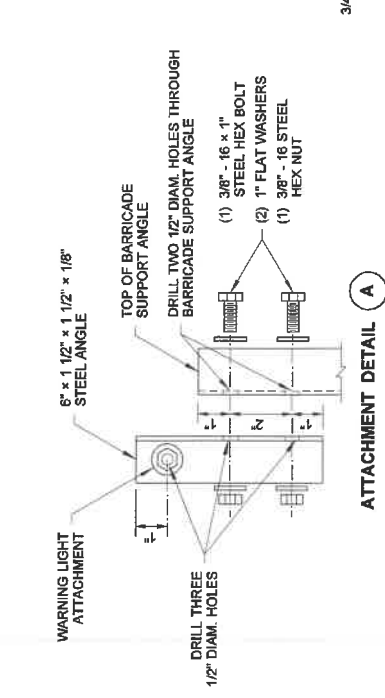 3/4
6" × 1 1/2" × 1 1/2" × 1/8"
STEEL ANGLE
WARNING LIGHT
ATTACHMENT
TOP OF BARRICADE
SUPPORT ANGLE
DRILL TWO 1/2" DIAM. HOLES THROUGH
BARRICADE SUPPORT ANGLE
(1) 3/8" - 16 × 1"
STEEL HEX BOLT
(2) 1" FLAT WASHERS
(1) 3/8" - 16 STEEL
HEX NUT
1"
1"
2"
1"
DRILL THREE
1/2" DIAM. HOLES
ATTACHMENT DETAIL A